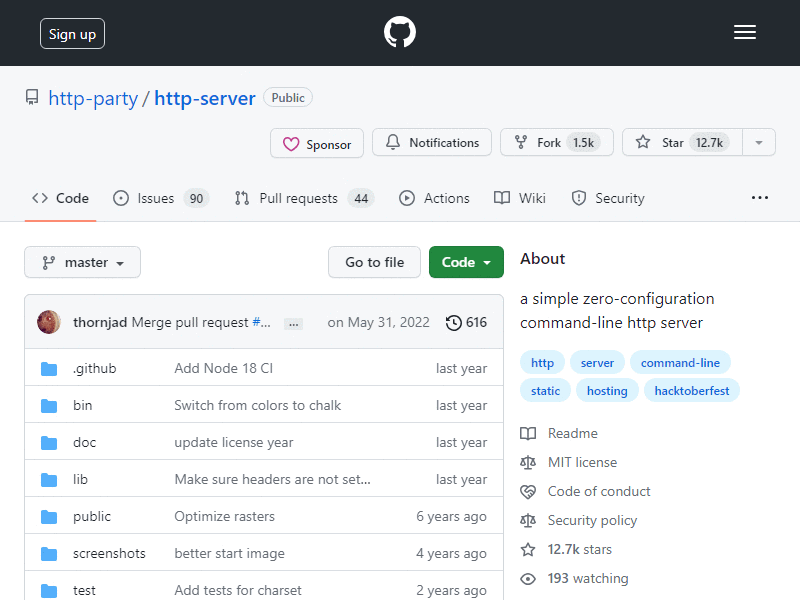 Sign up
http-party / http-server Public
Sponsor Notifications Fork 1.5k Star 12.7k
Code Issues 90 Pull requests 44 Actions Wiki Security ...
master Go to file Code
thornjad Merge pull request #… ... on May 31, 2022 616
.github Add Node 18 CI last year
bin Switch from colors to chalk last year
doc update license year last year
lib Make sure headers are not set… last year
public Optimize rasters 6 years ago
screenshots better start image 4 years ago
test Add tests for charset 2 years ago
About
a simple zero-configuration
command-line http server
http server command-line
static hosting hacktoberfest
Readme
MIT license
Code of conduct
Security policy
12.7k stars
193 watching